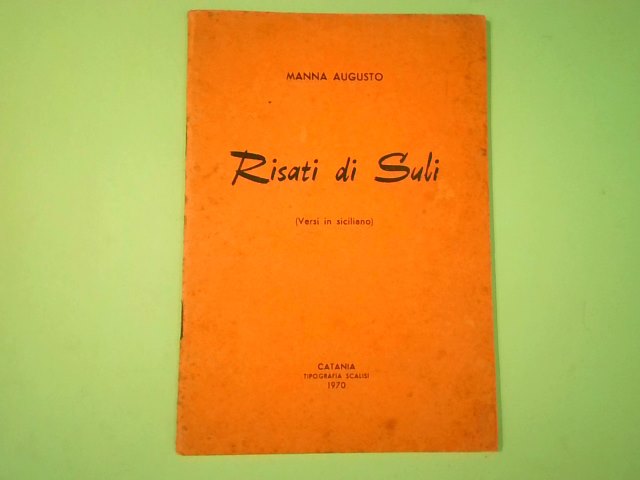 MANNA AUGUSTO
Risati di Suli
(Versi in siciliano)
CATANIA
TIPOGRAFIA SCALISI
1970